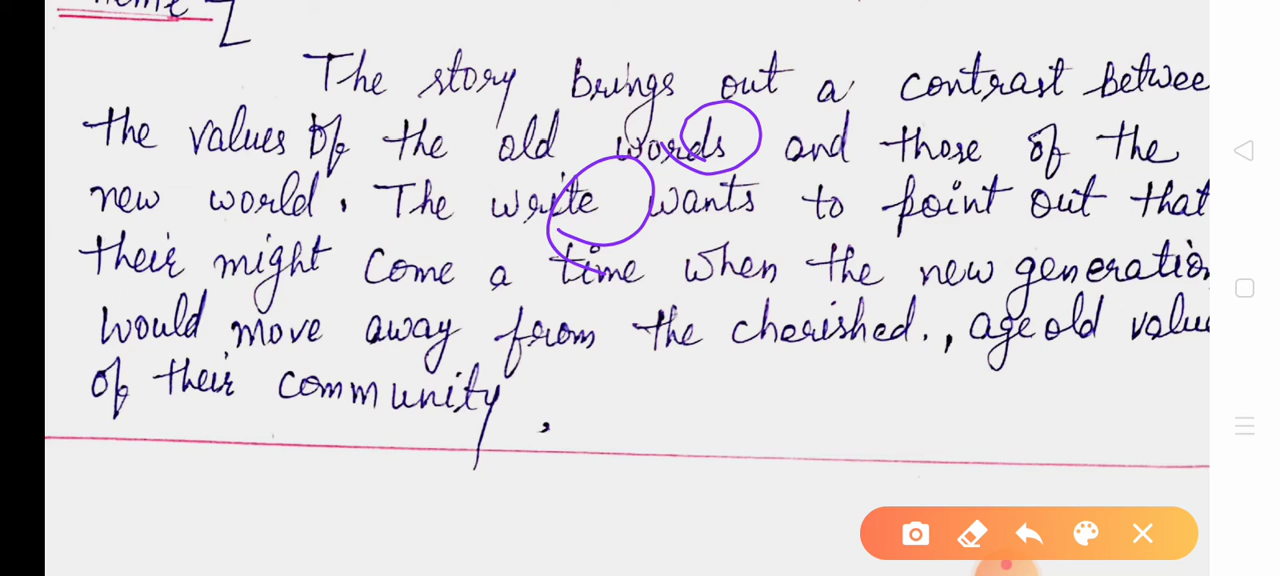 Theme
The story brings out a contrast betwee
the values of the old words and those of the
new world. The write wants to point out that
their might come a time when the new generation
would move away from the cherished., age old valu
of their community,